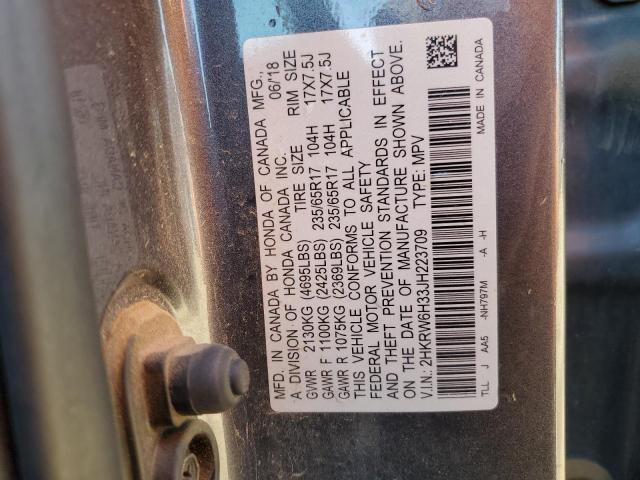 MFD. IN CANADA BY HONDA OF CANADA MFG., 06/'18
A DIVISION OF HONDA CANADA INC.
TIRE SIZE RIM SIZE
GVWR 2130KG (4695LBS)
GAWR F 1100KG (2425LBS) 235/65R17 104H 17X7.5J
GAWR R 1075KG (2369LBS) 235/65R17 104H 17X7.5J
THIS VEHICLE CONFORMS TO ALL APPLICABLE
FEDERAL MOTOR VEHICLE SAFETY
AND THEFT PREVENTION STANDARDS IN EFFECT
ON THE DATE OF MANUFACTURE SHOWN ABOVE.
V.I.N.: 2HKRW6H33JH223709 TYPE: MPV
TLL J AA5 -NH797M -A -H MADE IN CANADA